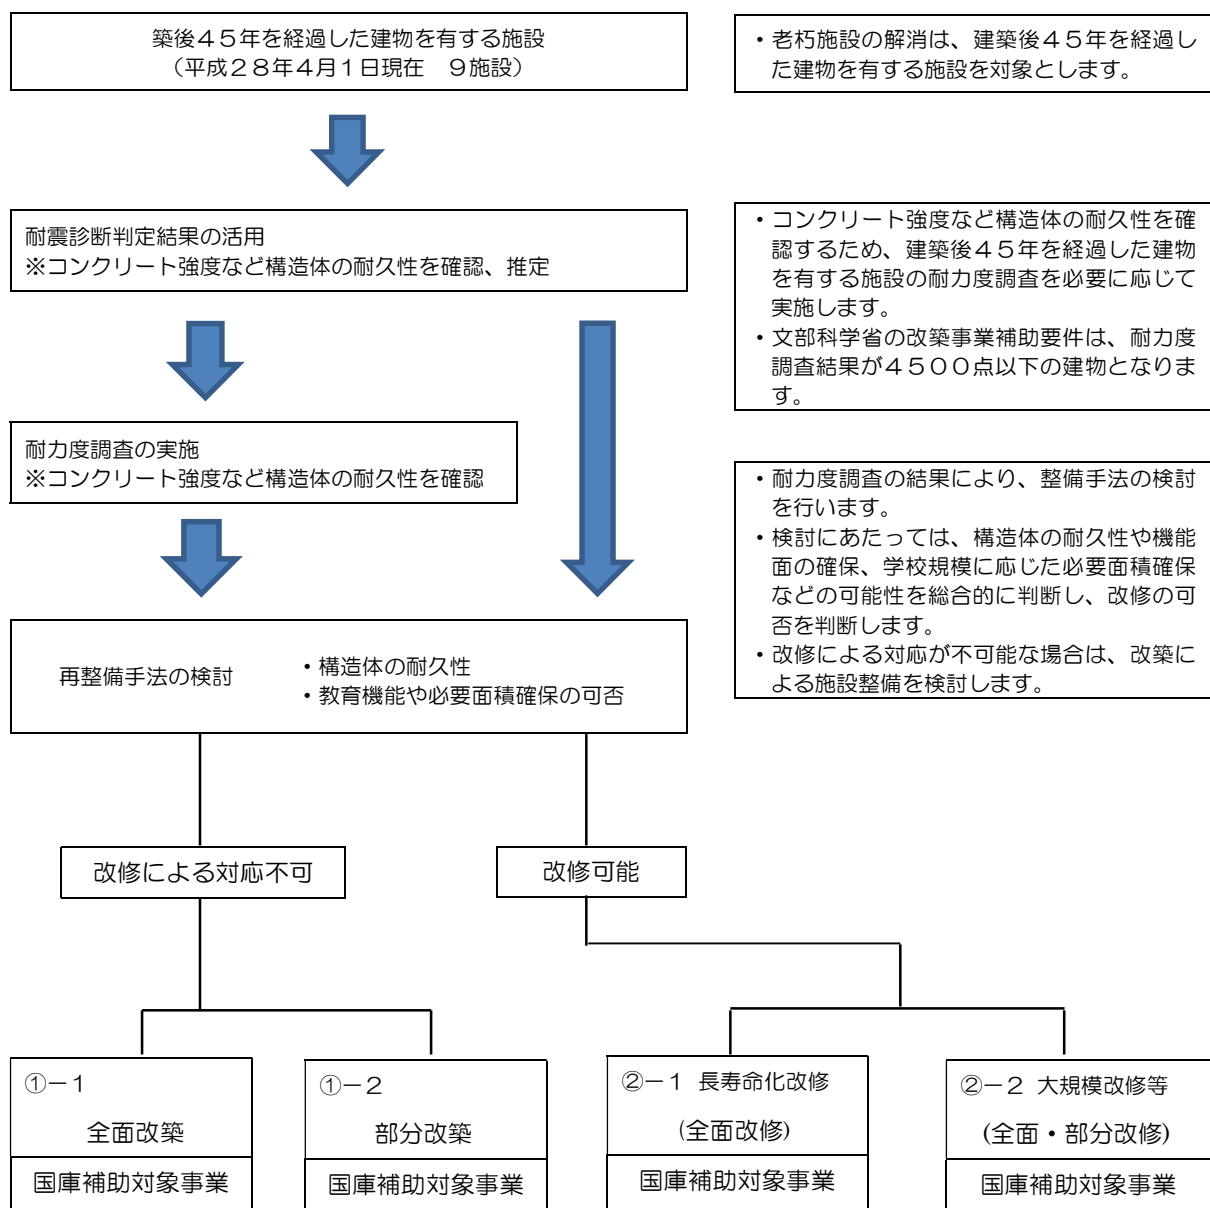 築後４５年を経過した建物を有する施設
（平成２８年４月１日現在　９施設）
・老朽施設の解消は、建築後４５年を経過し
た建物を有する施設を対象とします。
耐震診断判定結果の活用
※コンクリート強度など構造体の耐久性を確認、推定
・コンクリート強度など構造体の耐久性を確
認するため、建築後４５年を経過した建物
を有する施設の耐力度調査を必要に応じて
実施します。
・文部科学省の改築事業補助要件は、耐力度
調査結果が４５００点以下の建物となりま
す。
耐力度調査の実施
※コンクリート強度など構造体の耐久性を確認
・耐力度調査の結果により、整備手法の検討
を行います。
・検討にあたっては、構造体の耐久性や機能
面の確保、学校規模に応じた必要面積確保
などの可能性を総合的に判断し、改修の可
否を判断します。
・改修による対応が不可能な場合は、改築に
よる施設整備を検討します。
再整備手法の検討
・構造体の耐久性
・教育機能や必要面積確保の可否
改修による対応不可
改修可能
①－１
全面改築
国庫補助対象事業
①－２
部分改築
国庫補助対象事業
②－１ 長寿命化改修
(全面改修)
国庫補助対象事業
②－２ 大規模改修等
(全面・部分改修)
国庫補助対象事業